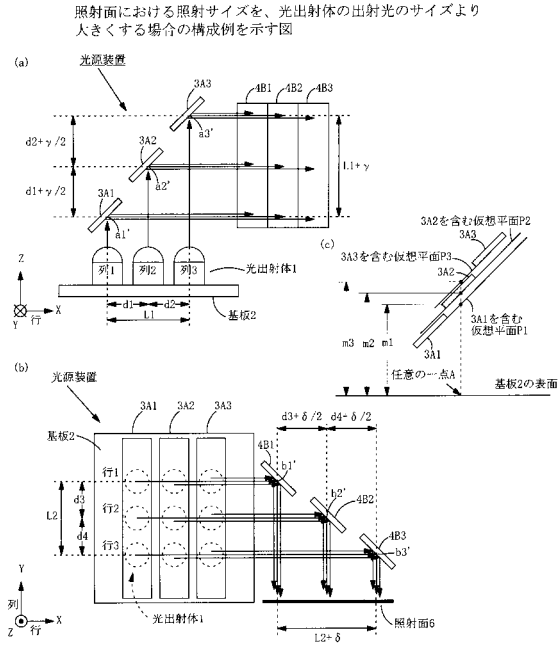 照射面における照射サイズを、光出射体の出射光のサイズより
大きくする場合の構成例を示す図
(a)
光源装置
3A3
4B1 4B2 4B3
a3'
d2+γ/2
3A2
a2'
L1+γ
d1+γ/2
3A1
a1'
列1 列2 列3
光出射体1
Z
Y 行 X
d1 d2
L1
基板2
(c)
3A2を含む仮想平面P2
3A3を含む仮想平面P3
3A3
3A2
3A1を含む
仮想平面P1
m3 m2 m1
3A1
任意の一点A
基板2の表面
(b)
光源装置
3A1 3A2 3A3
基板2
d3+δ/2 d4+δ/2
4B1
b1'
行1
L2
d3
行2
b2'
4B2
d4
行3
4B3
b3'
Y
列
Z 行 X
光出射体1
照射面6
L2+δ